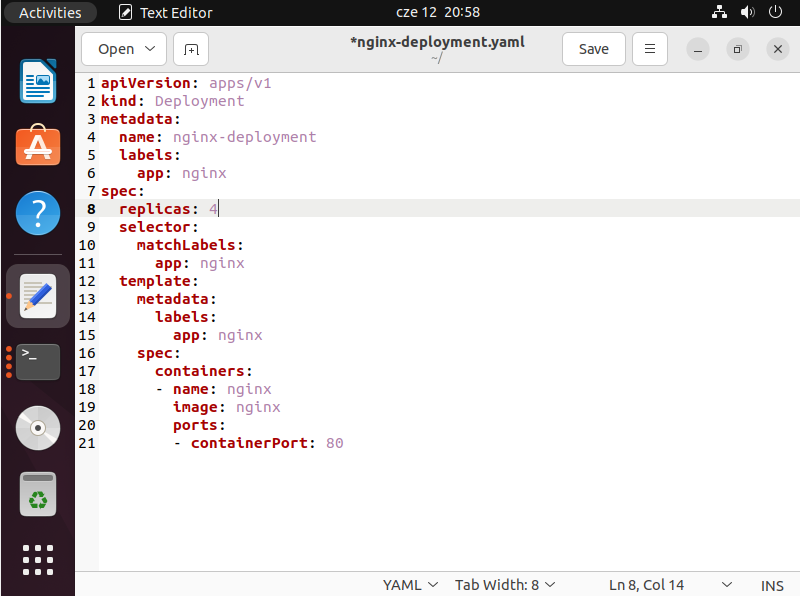 Activities Text Editor cze 12 20:58
Open *nginx-deployment.yaml Save
~/
1 apiVersion: apps/v1
2 kind: Deployment
3 metadata:
4   name: nginx-deployment
5   labels:
6     app: nginx
7 spec:
8   replicas: 4
9   selector:
10     matchLabels:
11       app: nginx
12   template:
13     metadata:
14       labels:
15         app: nginx
16     spec:
17       containers:
18       - name: nginx
19         image: nginx
20         ports:
21         - containerPort: 80
YAML Tab Width: 8 Ln 8, Col 14 INS